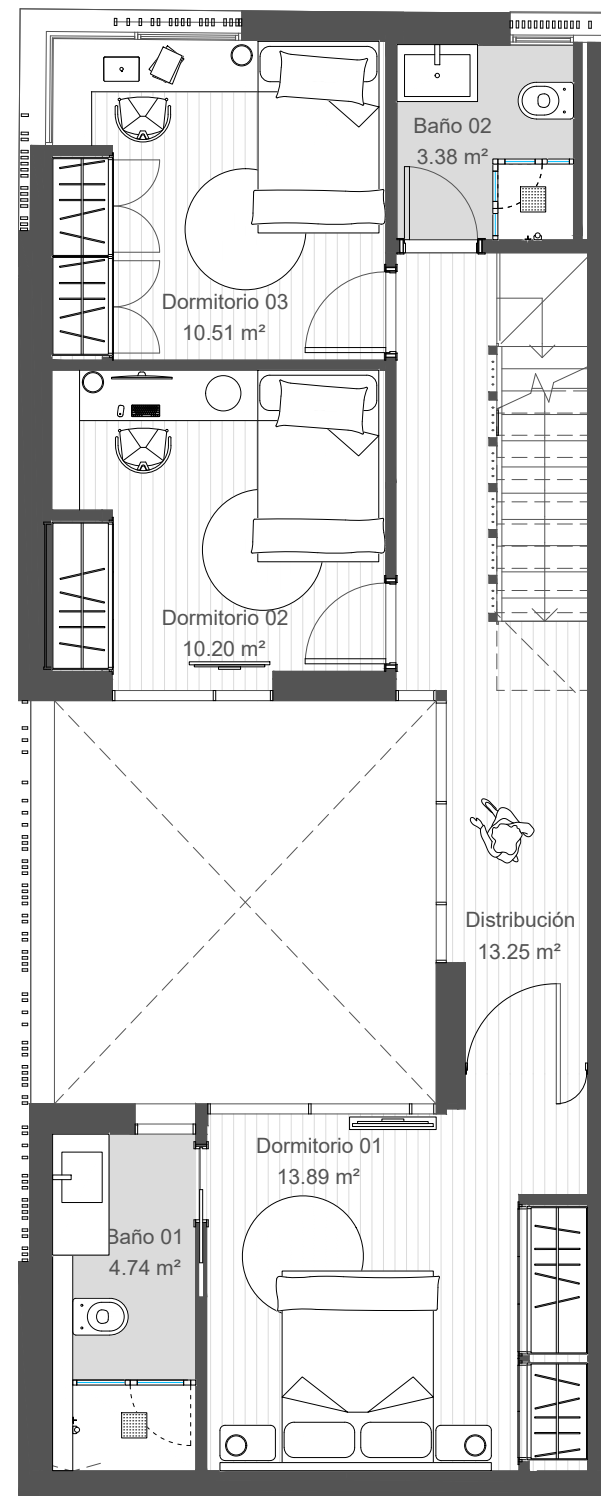 Baño 02
3.38 m²
Dormitorio 03
10.51 m²
Dormitorio 02
10.20 m²
Distribución
13.25 m²
Dormitorio 01
13.89 m²
Baño 01
4.74 m²